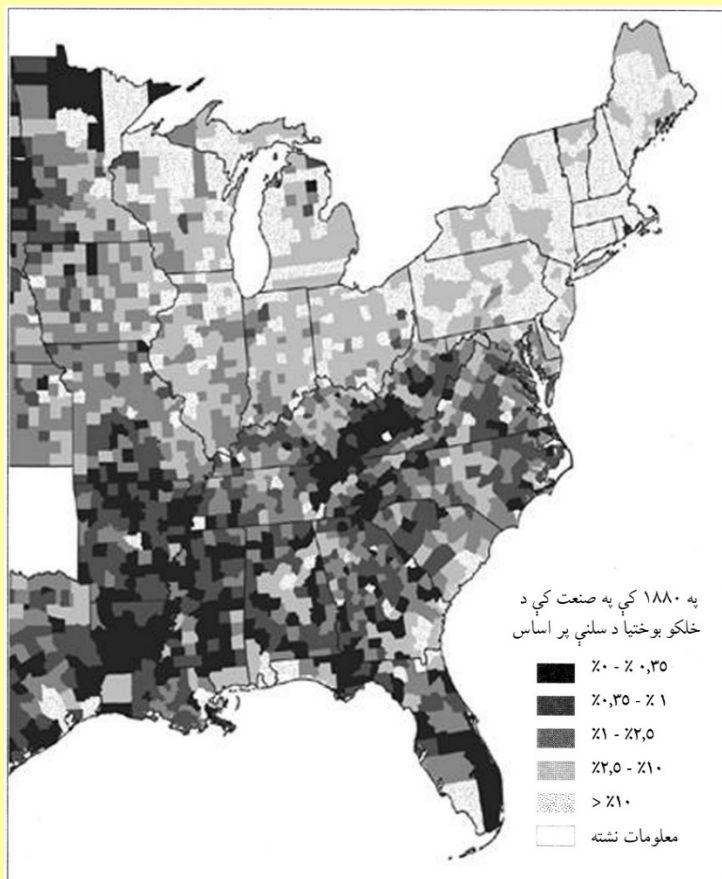 په ۱۸۸۰ کې په صنعت کې د
خلکو بوختیا د سلنې پر اساس
٪۰ - ٪ ۰,۳۵
٪۰,۳۵ - ٪ ۱
٪۱ - ٪۲,۵
٪۲,۵ - ٪۱۰
> ٪۱۰
معلومات نشته